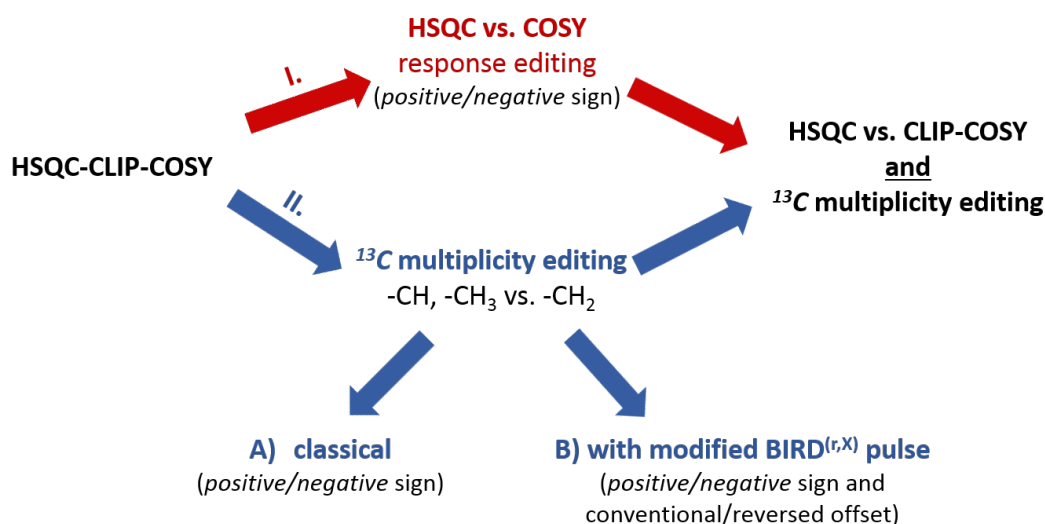 HSQC-CLIP-COSY
I.
HSQC vs. COSY
response editing
(positive/negative sign)
HSQC vs. CLIP-COSY
and
¹³C multiplicity editing
II.
¹³C multiplicity editing
-CH, -CH₃ vs. -CH₂
A) classical
(positive/negative sign)
B) with modified BIRD⁽ʳ,ˣ⁾ pulse
(positive/negative sign and
conventional/reversed offset)